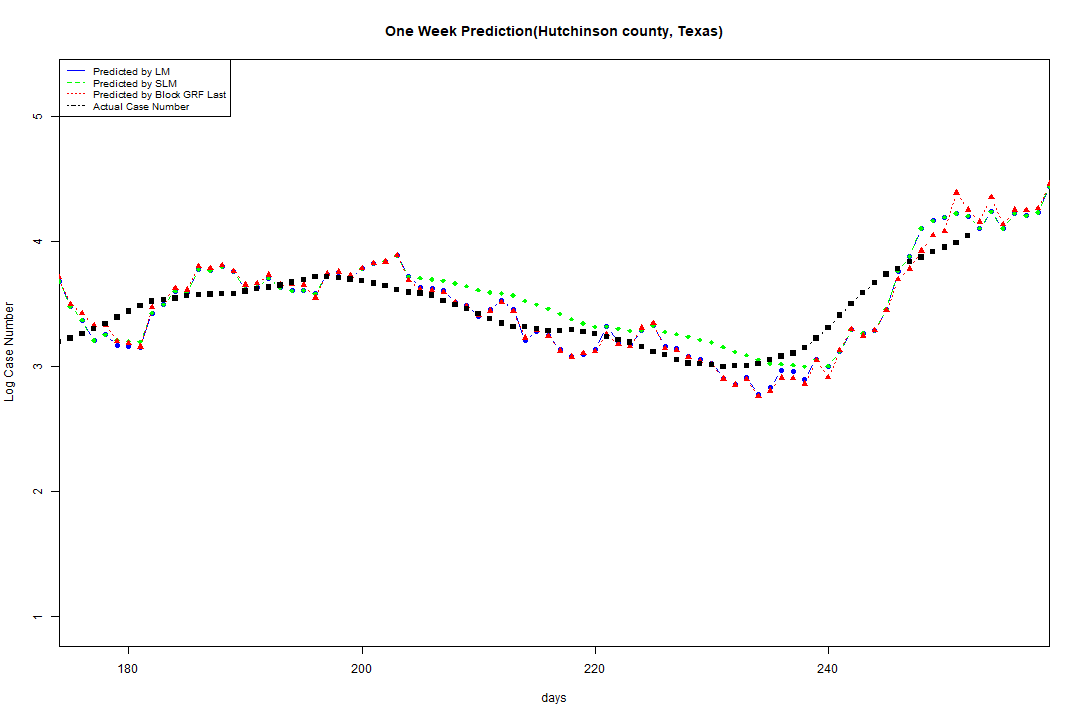 One Week Prediction(Hutchinson county, Texas)
Predicted by LM
Predicted by SLM
Predicted by Block GRF Last
Actual Case Number
5
4
3
2
1
Log Case Number
180 200 220 240
days